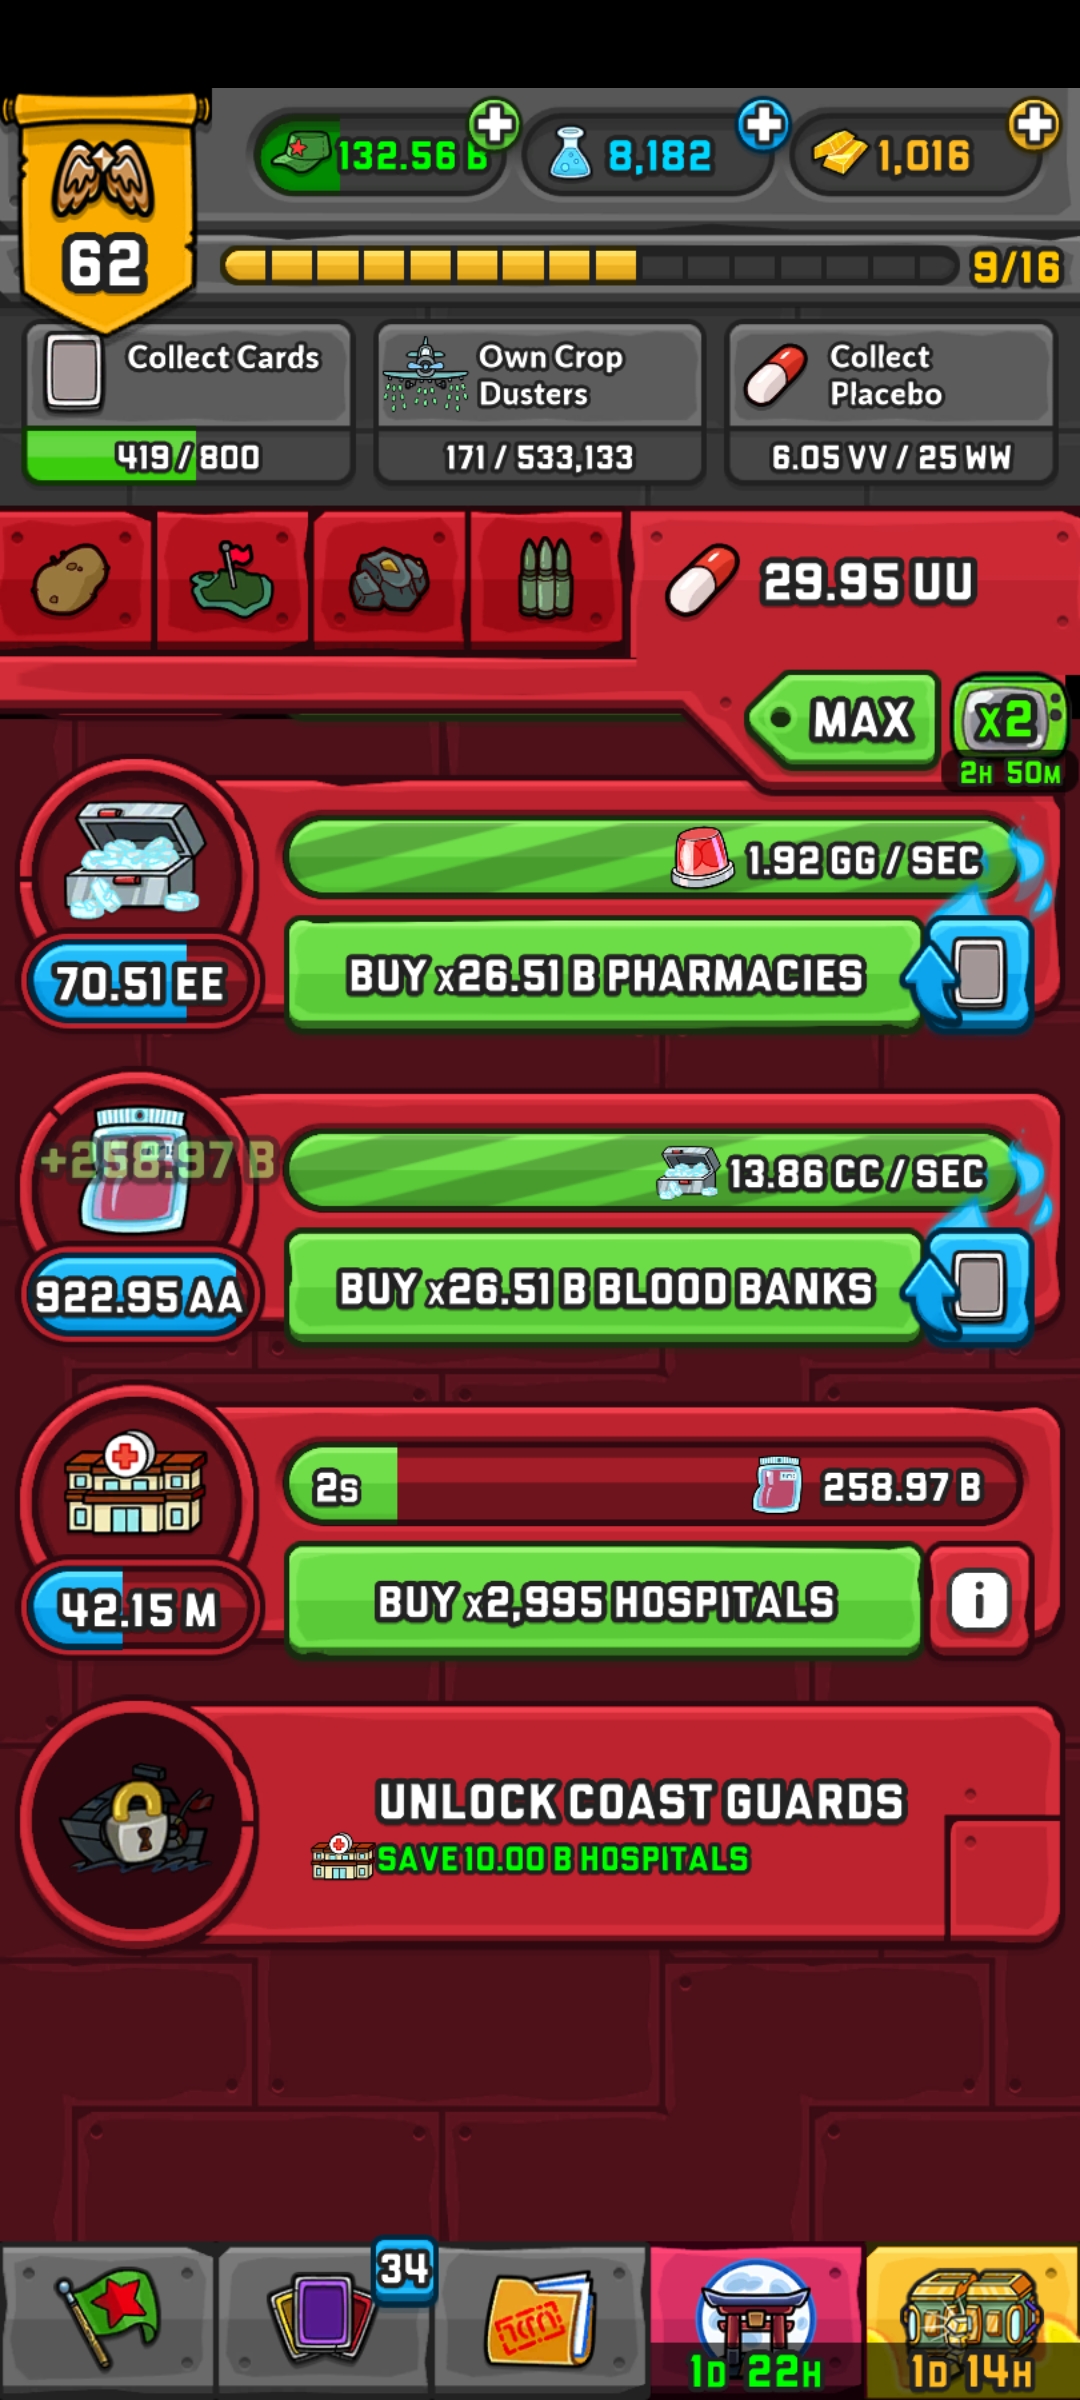 132.56 B
8,182
1,016
62
9/16
Collect Cards
419 / 800
Own Crop
Dusters
171 / 533,133
Collect
Placebo
6.05 VV / 25 WW
29.95 UU
MAX
x2
2H 50M
1.92 GG / SEC
70.51 EE
BUY x26.51 B PHARMACIES
+258.97 B
13.86 CC / SEC
922.95 AA
BUY x26.51 B BLOOD BANKS
2s
258.97 B
42.15 M
BUY x2,995 HOSPITALS
i
UNLOCK COAST GUARDS
SAVE 10.00 B HOSPITALS
34
1D 22H
1D 14H